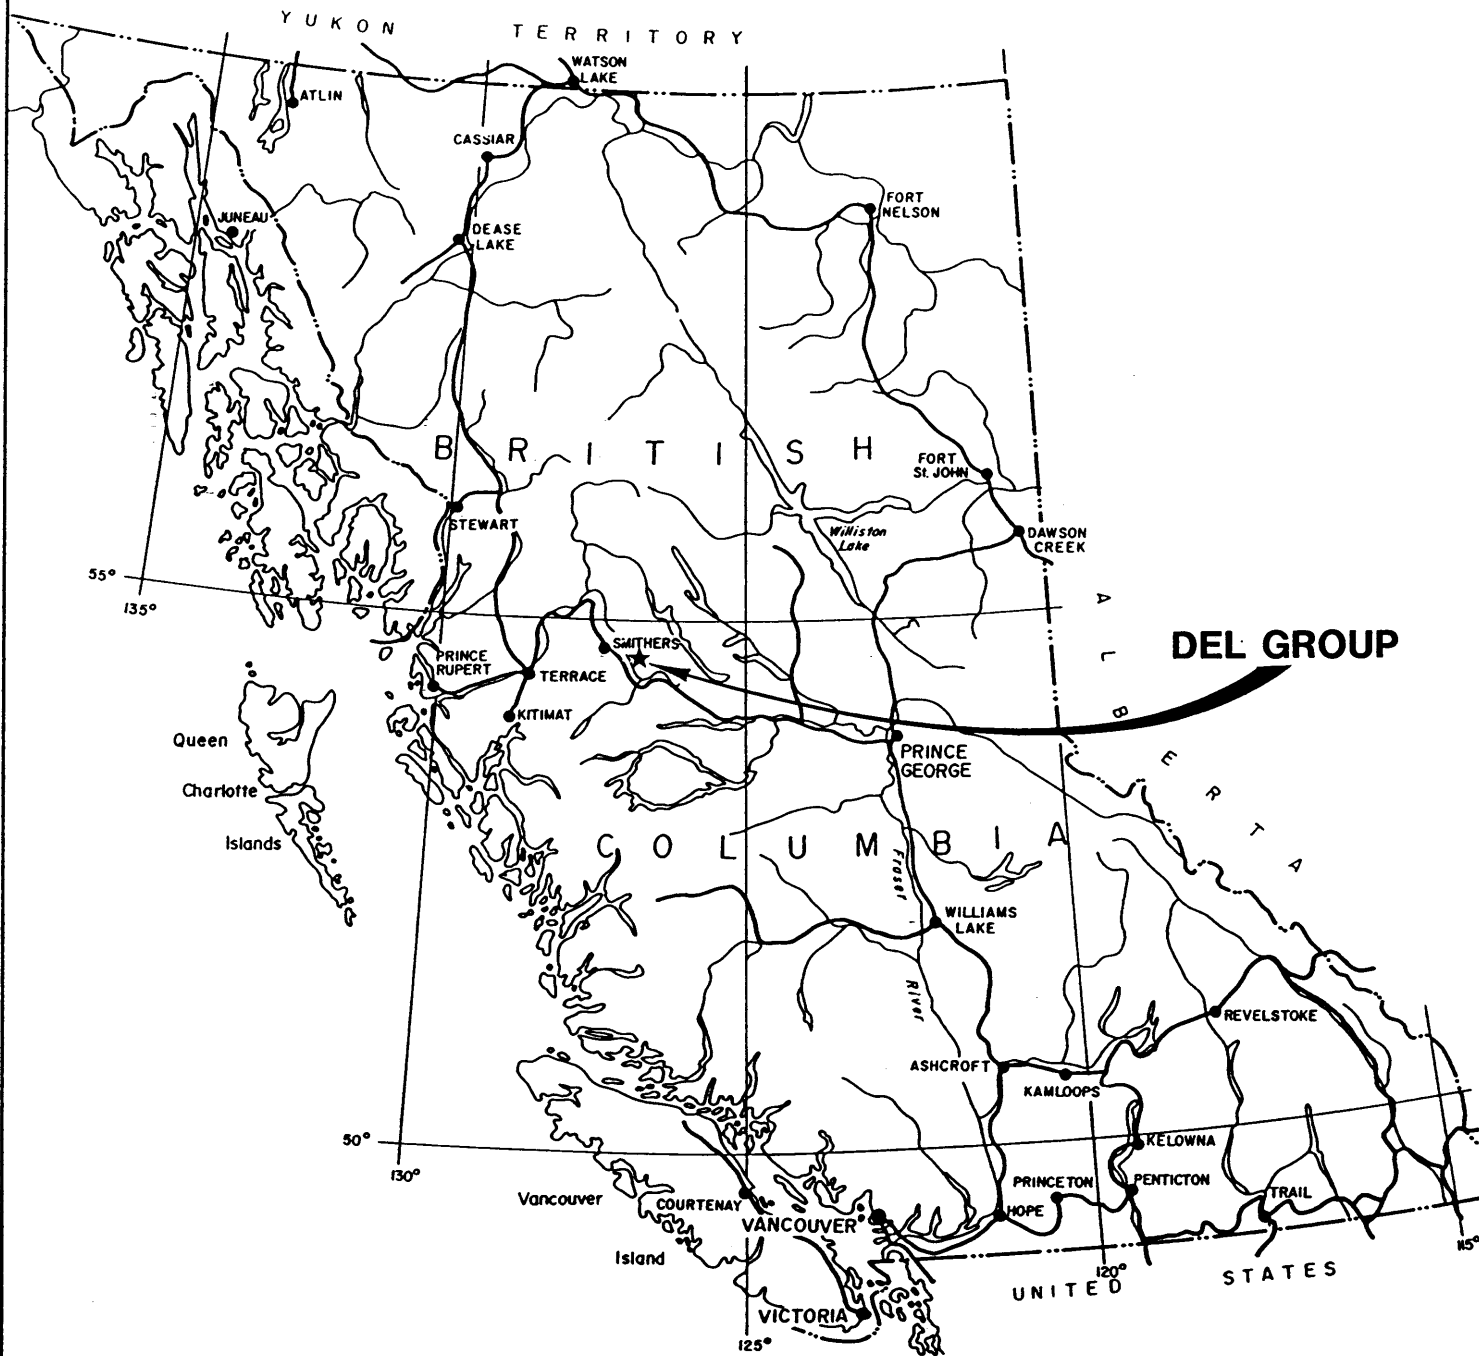 YUKON TERRITORY
WATSON
LAKE
ATLIN
CASSIAR
FORT
NELSON
JUNEAU
DEASE
LAKE
BRITISH
FORT
St. JOHN
STEWART
Williston
Lake
DAWSON
CREEK
55°
135°
ALBERTA
DEL GROUP
SMITHERS
PRINCE
RUPERT
TERRACE
KITIMAT
Queen
Charlotte
Islands
PRINCE
GEORGE
COLUMBIA
Fraser
River
WILLIAMS
LAKE
REVELSTOKE
ASHCROFT
KAMLOOPS
50°
130°
KELOWNA
PRINCETON
PENTICTON
TRAIL
HOPE
Vancouver
Island
COURTENAY
VANCOUVER
VICTORIA
125°
120°
115°
UNITED STATES